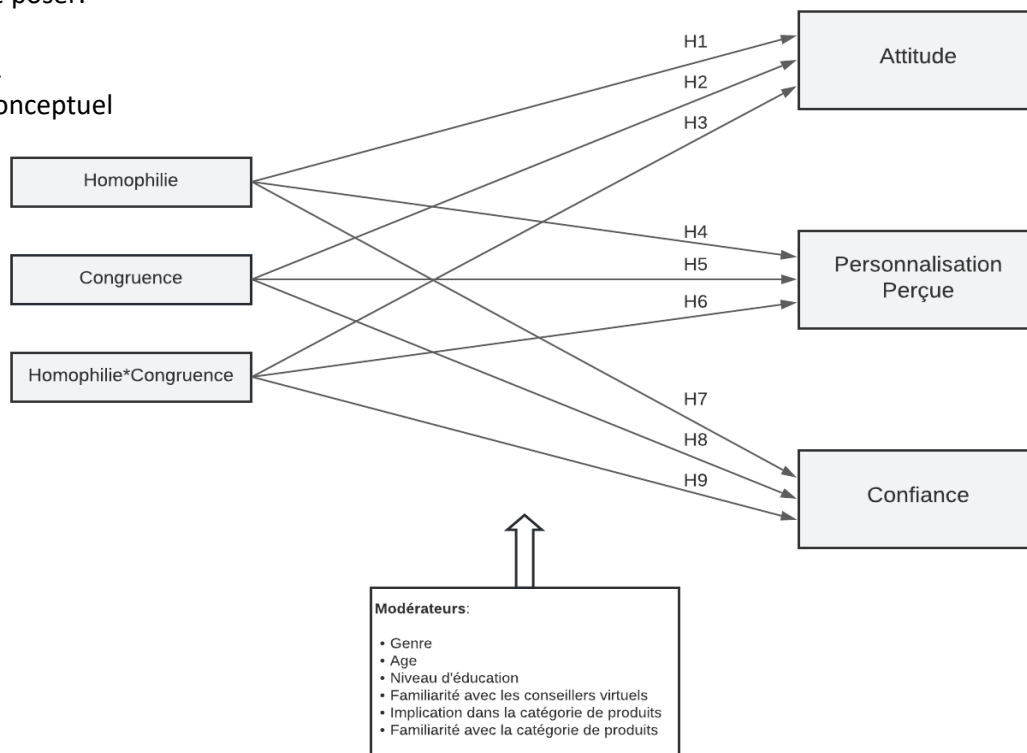 poser.
onceptuel
H1
Attitude
H2
H3
Homophilie
H4
Personnalisation
Perçue
Congruence
H5
H6
Homophilie*Congruence
H7
H8
H9
Confiance
Modérateurs:
• Genre
• Age
• Niveau d'éducation
• Familiarité avec les conseillers virtuels
• Implication dans la catégorie de produits
• Familiarité avec la catégorie de produits